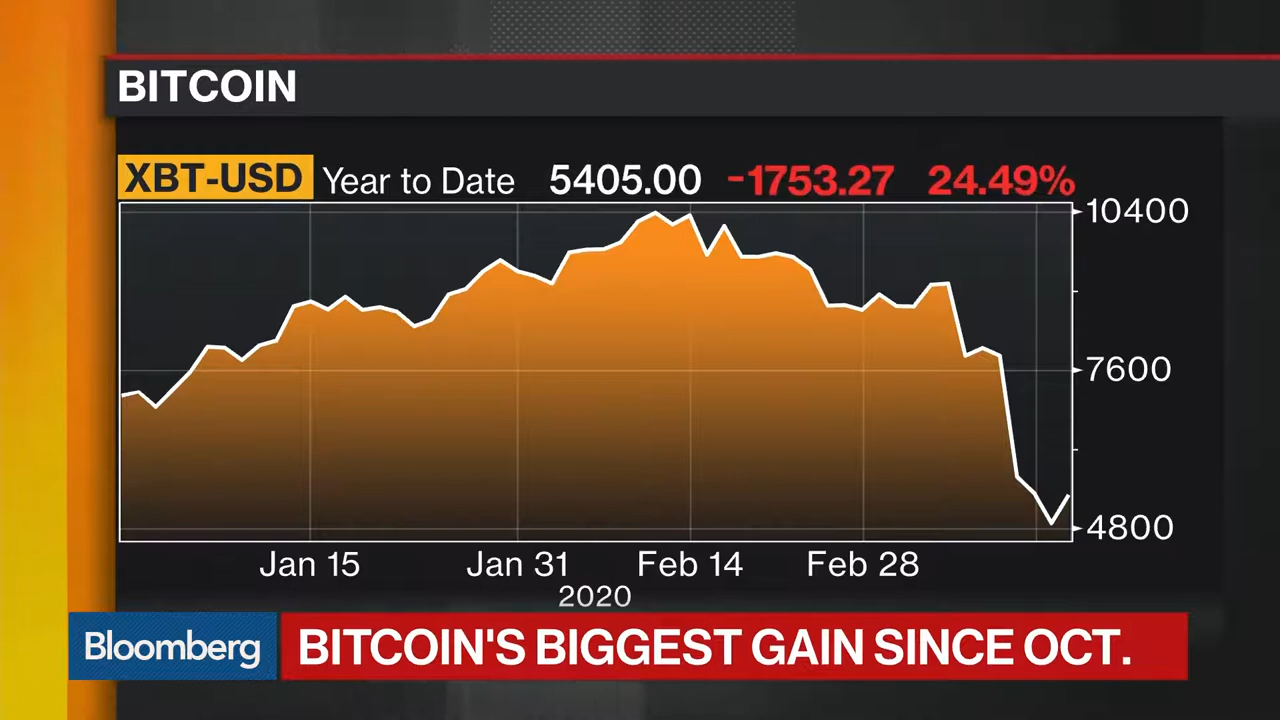 BITCOIN
XBT-USD Year to Date 5405.00 -1753.27 24.49%
10400
7600
4800
Jan 15 Jan 31 Feb 14 Feb 28
2020
Bloomberg BITCOIN'S BIGGEST GAIN SINCE OCT.